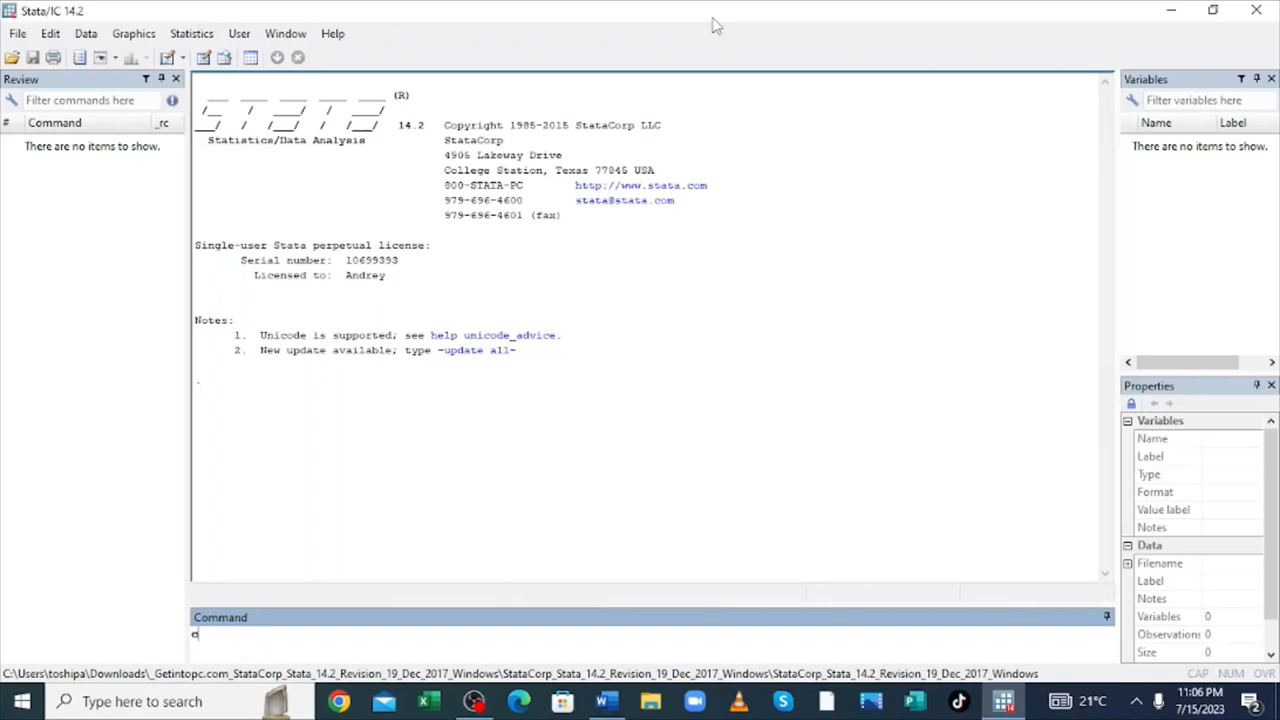 Stata/IC 14.2
File Edit Data Graphics Statistics User Window Help
Review
Filter commands here
# Command _rc
There are no items to show.
(R)
STATA
14.2 Copyright 1985-2015 StataCorp LLC
Statistics/Data Analysis StataCorp
4905 Lakeway Drive
College Station, Texas 77845 USA
800-STATA-PC http://www.stata.com
979-696-4600 stata@stata.com
979-696-4601 (fax)
Single-user Stata perpetual license:
Serial number: 10699393
Licensed to: Andrey
Notes:
1. Unicode is supported; see help unicode_advice.
2. New update available; type -update all-
.
Command
c
Variables
Filter variables here
Name Label
There are no items to show.
Properties
Variables
Name
Label
Type
Format
Value label
Notes
Data
Filename
Label
Notes
Variables 0
Observations 0
Size 0
C:\Users\toshipa\Downloads\_Getintopc.com_StataCorp_Stata_14.2_Revision_19_Dec_2017_Windows\StataCorp_Stata_14.2_Revision_19_Dec_2017_Windows\StataCorp_Stata_14.2_Revision_19_Dec_2017_Windows
CAP NUM OVR
Type here to search
21°C
11:06 PM
7/15/2023
2